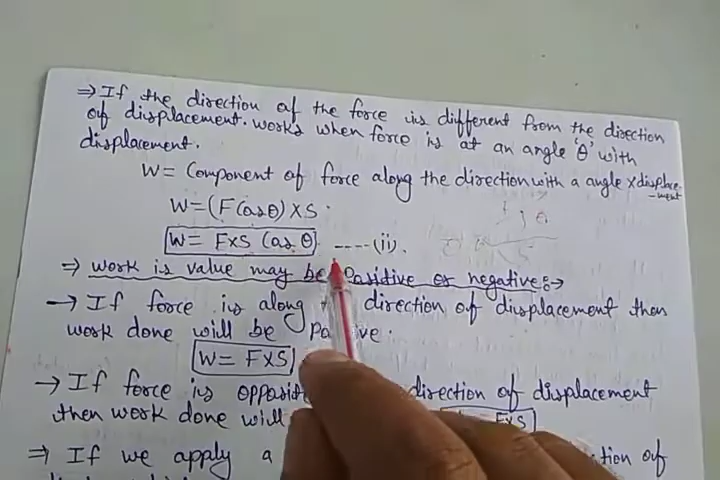 ⇒ If the direction of the force is different from the direction
of displacement. works when force is at an angle 'θ' with
displacement.
W = Component of force along the direction with a angle x displace-
-ment
W = (F Cos θ) x S.
W = F x S (Cos θ) ----(ii).
⇒ work is value may be Positive or negative :→
→ If force is along direction of displacement then
work done will be
W = F x S
→ If force is direction of displacement
then work done will F x S
⇒ If we apply a of